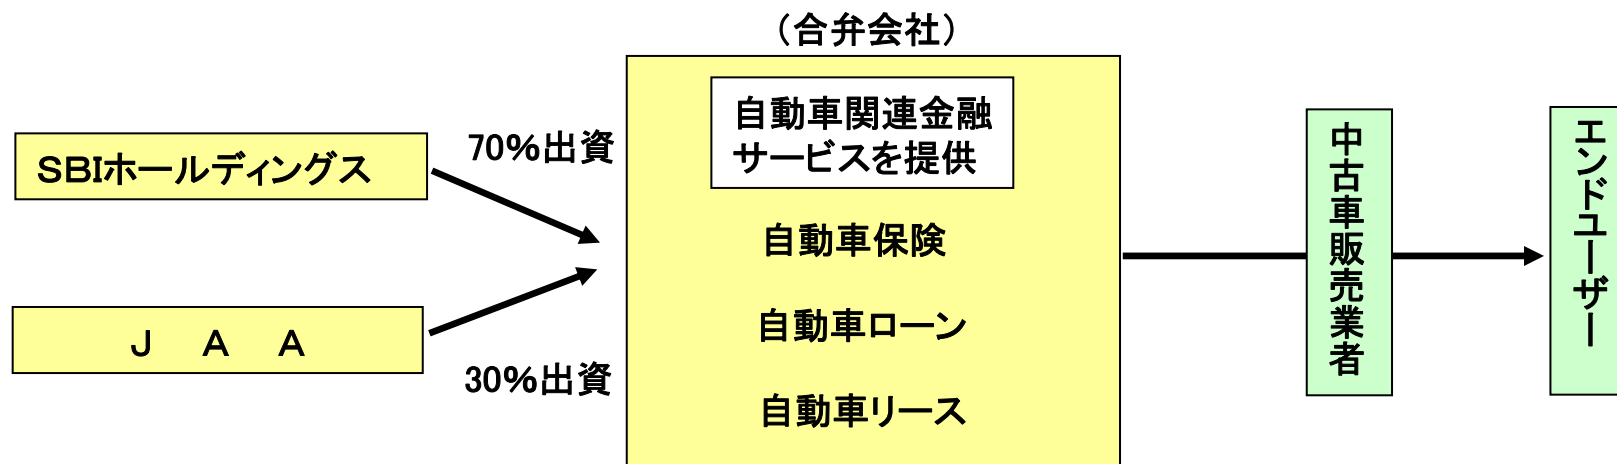 （合弁会社）
自動車関連金融
サービスを提供
SBIホールディングス
70%出資
自動車保険
自動車ローン
自動車リース
J A A
30%出資
中古車販売業者
エンドユーザー